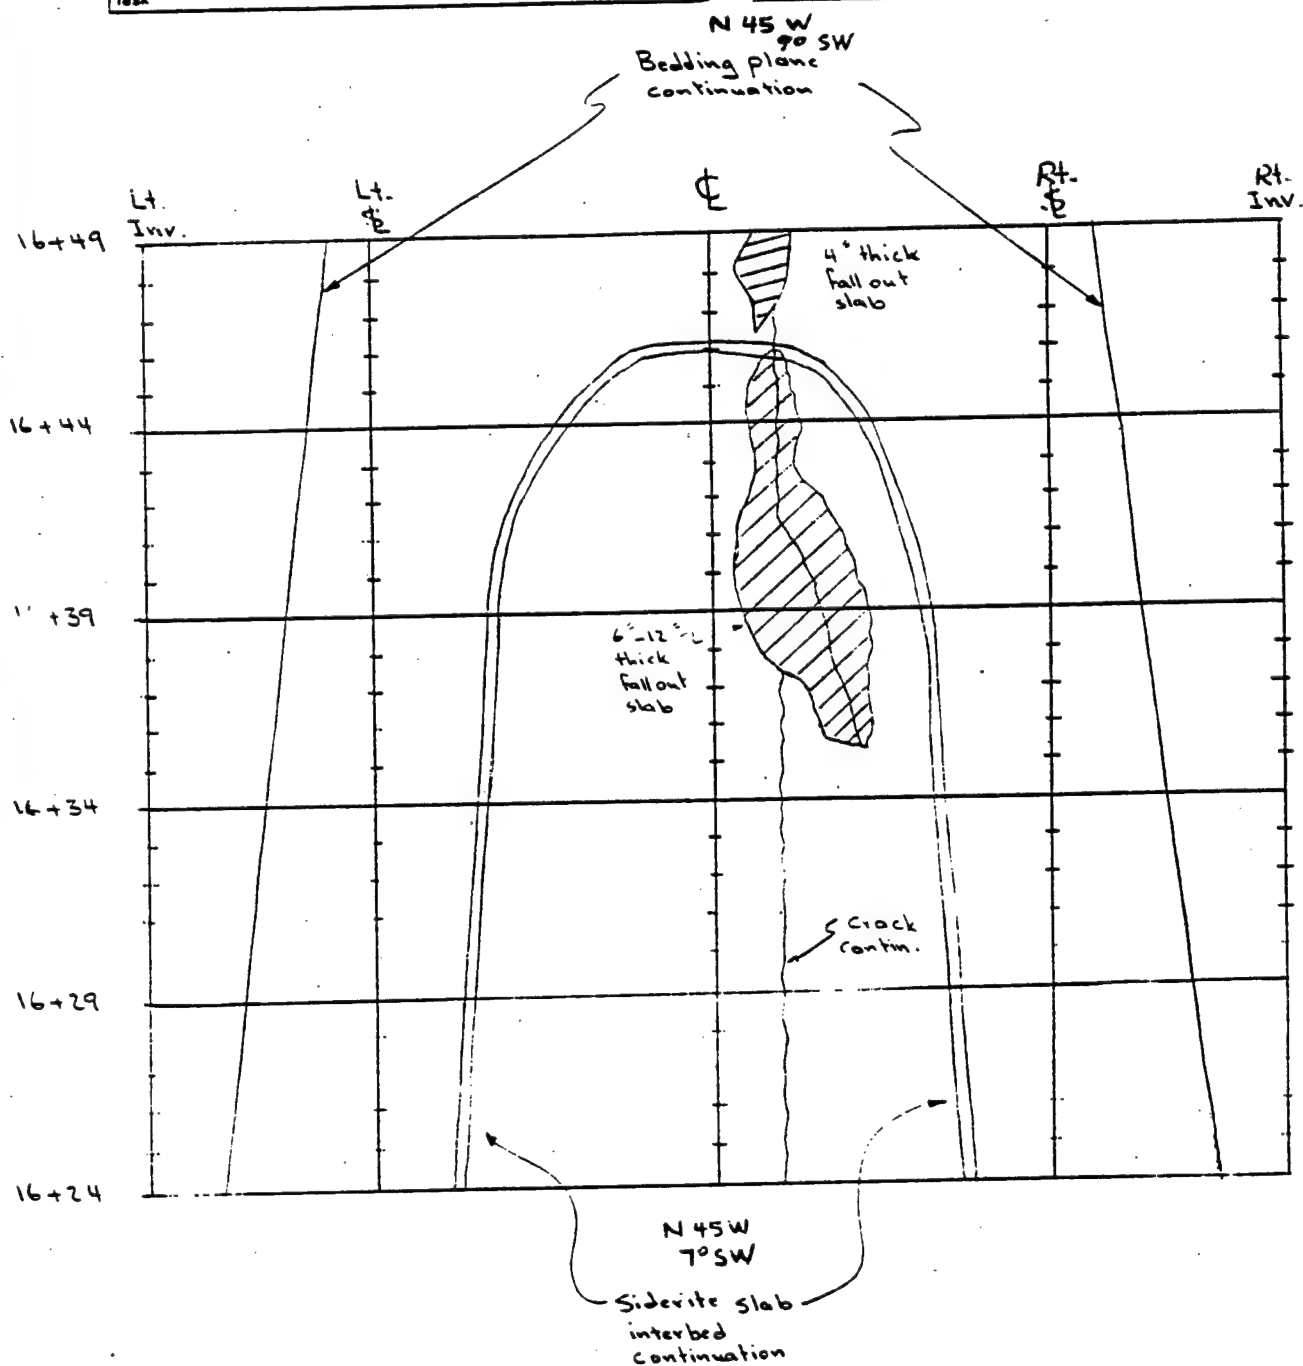 N 45 W
9° SW
Bedding plane
continuation
Lt.
Inv.
Lt.
℄
Rt.
Rt.
Inv.
16+49
4" thick
fall out
slab
16+44
+39
6"-12"
thick
fall out
slab
16+34
Crack
contin.
16+29
16+24
N 45W
7° SW
Siderite slab
interbed
continuation